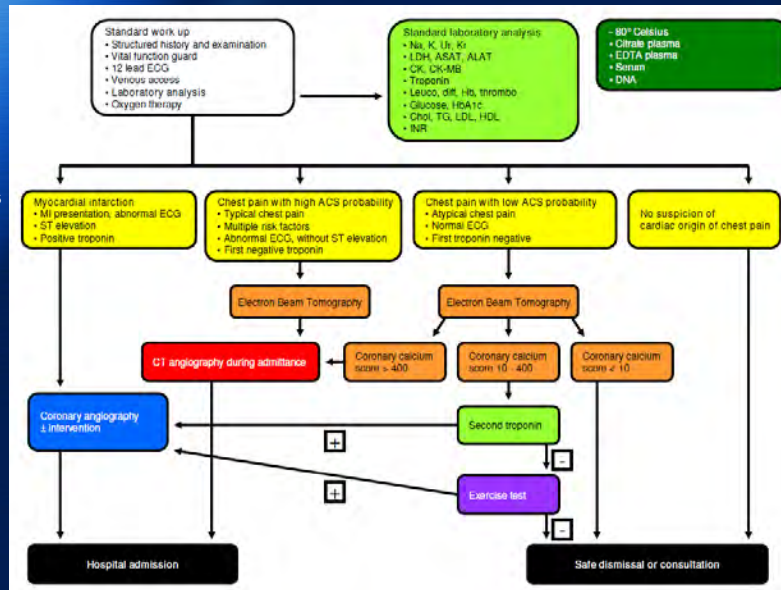 Standard work up
• Structured history and examination
• Vital function guard
• 12 lead ECG
• Venous access
• Laboratory analysis
• Oxygen therapy
Standard laboratory analysis
• Na, K, Ur, Kr
• LDH, ASAT, ALAT
• CK, CK-MB
• Troponin
• Leuco, diff, Hb, thrombo
• Glucose, HbA1c
• Chol, TG, LDL, HDL
• INR
- 80° Celsius
• Citrate plasma
• EDTA plasma
• Serum
• DNA
Myocardial infarction
• MI presentation, abnormal ECG
• ST elevation
• Positive troponin
Chest pain with high ACS probability
• Typical chest pain
• Multiple risk factors
• Abnormal ECG, without ST elevation
• First negative troponin
Chest pain with low ACS probability
• Atypical chest pain
• Normal ECG
• First troponin negative
No suspicion of
cardiac origin of chest pain
Electron Beam Tomography
Electron Beam Tomography
CT angiography during admittance
Coronary calcium
score > 400
Coronary calcium
score 10 - 400
Coronary calcium
score < 10
Coronary angiography
± intervention
Second troponin
+
-
Exercise test
+
-
Hospital admission
Safe dismissal or consultation